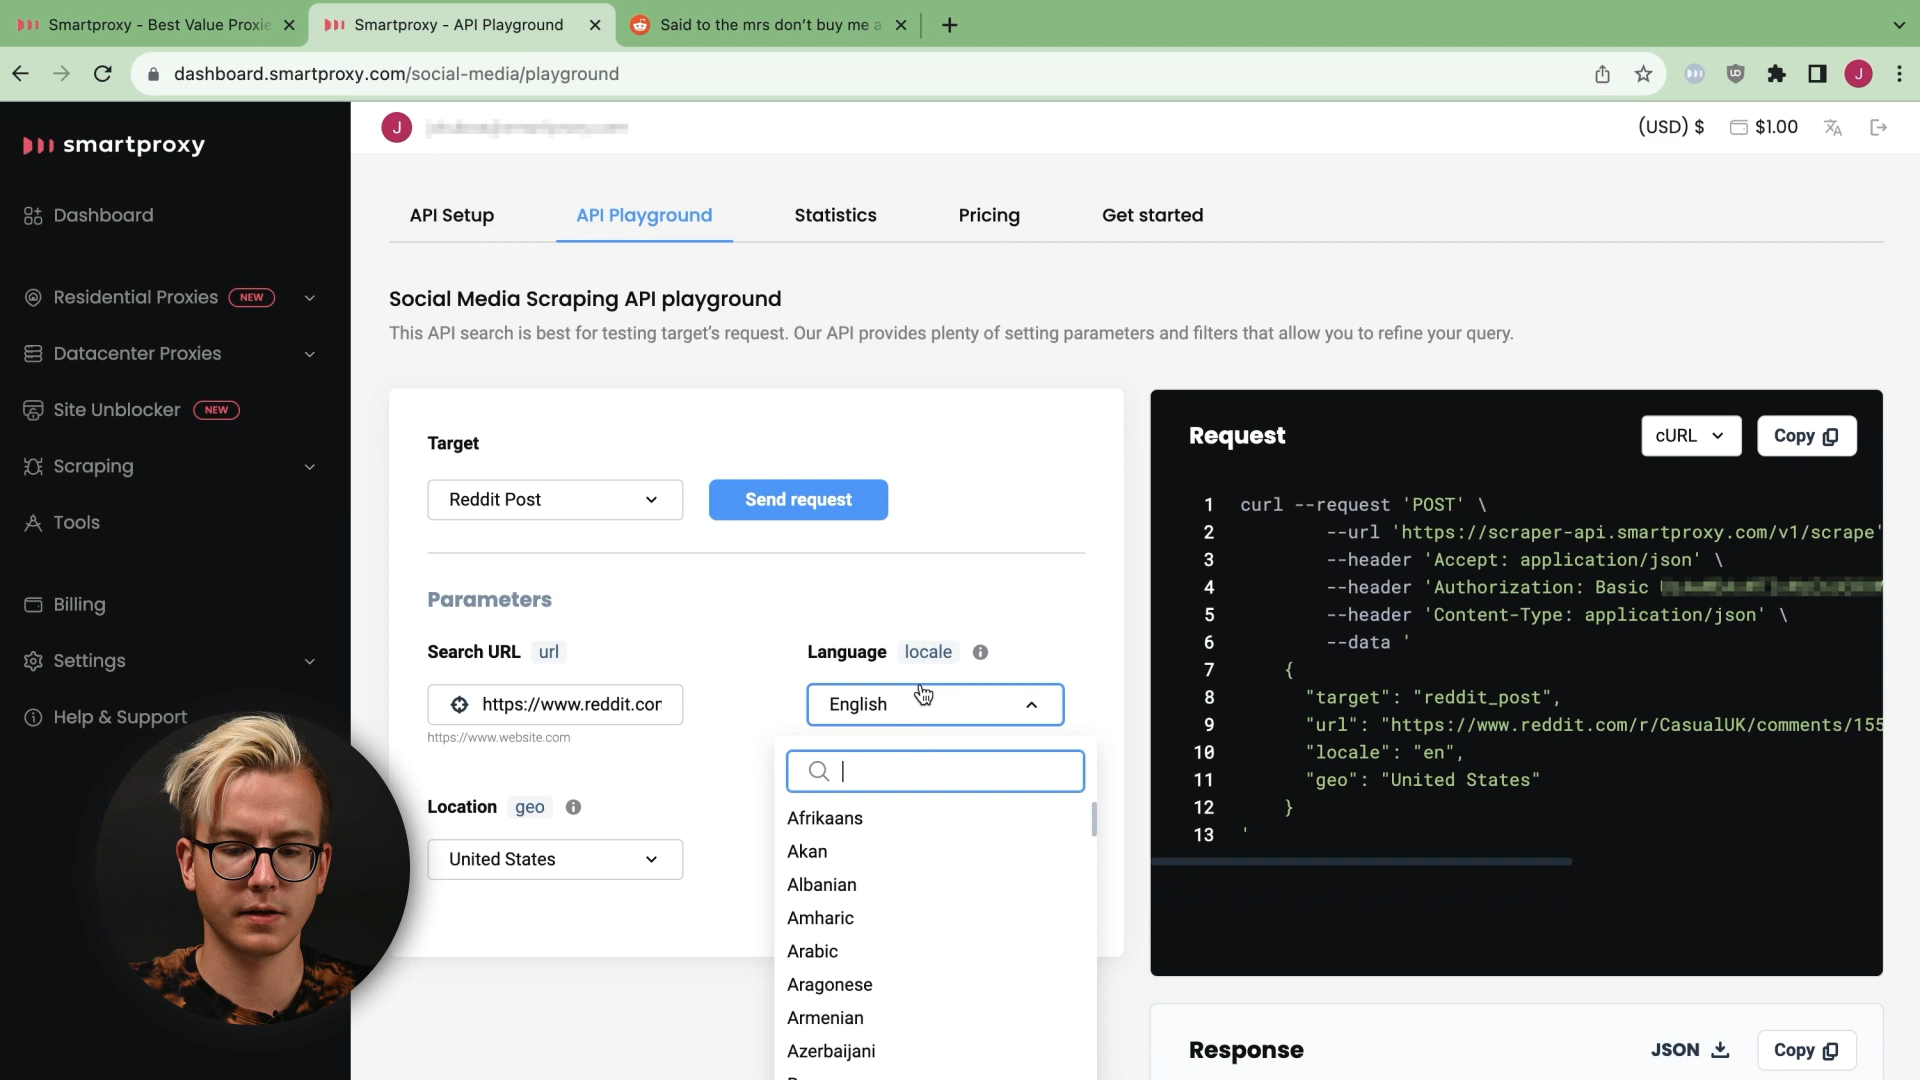 Smartproxy - Best Value Proxie
Smartproxy - API Playground
Said to the mrs don't buy me a
dashboard.smartproxy.com/social-media/playground
J
smartproxy
J
(USD) $
$1.00
Dashboard
Residential Proxies NEW
Datacenter Proxies
Site Unblocker NEW
Scraping
Tools
Billing
Settings
Help & Support
API Setup
API Playground
Statistics
Pricing
Get started
Social Media Scraping API playground
This API search is best for testing target's request. Our API provides plenty of setting parameters and filters that allow you to refine your query.
Target
Reddit Post
Send request
Parameters
Search URL url
https://www.reddit.cor
https://www.website.com
Language locale
English
Location geo
United States
Afrikaans
Akan
Albanian
Amharic
Arabic
Aragonese
Armenian
Azerbaijani
Request
cURL
Copy
1 curl --request 'POST' \
2 --url 'https://scraper-api.smartproxy.com/v1/scrape'
3 --header 'Accept: application/json' \
4 --header 'Authorization: Basic
5 --header 'Content-Type: application/json' \
6 --data '
7 {
8 "target": "reddit_post",
9 "url": "https://www.reddit.com/r/CasualUK/comments/155
10 "locale": "en",
11 "geo": "United States"
12 }
13 '
Response
JSON
Copy